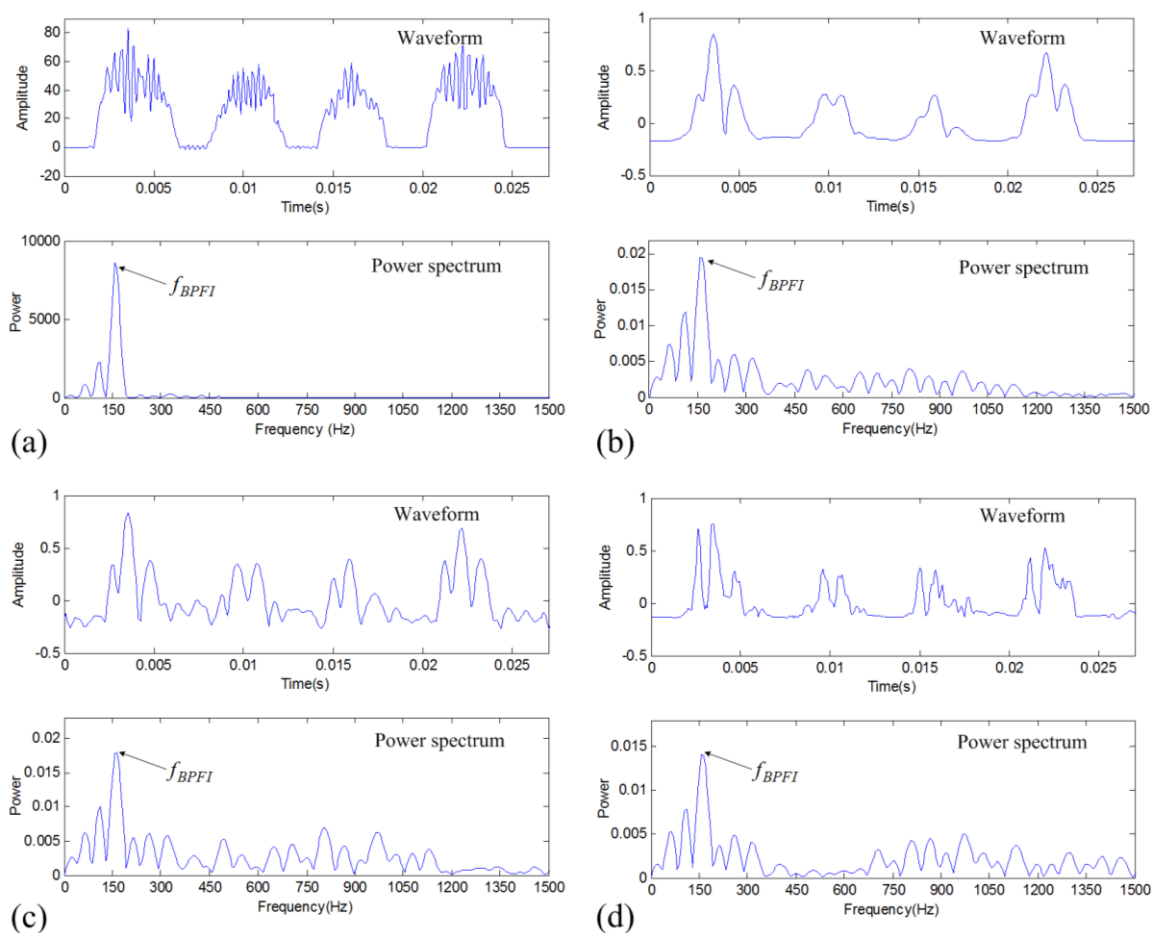 80
60
40
20
0
-20
Amplitude
Waveform
0 0.005 0.01 0.015 0.02 0.025
Time(s)
10000
5000
0
Power
Power spectrum
f_BPFI
0 150 300 450 600 750 900 1050 1200 1350 1500
Frequency (Hz)
(a)
1
0.5
0
-0.5
Amplitude
Waveform
0 0.005 0.01 0.015 0.02 0.025
Time(s)
0.02
0.015
0.01
0.005
0
Power
Power spectrum
f_BPFI
0 150 300 450 600 750 900 1050 1200 1350 1500
Frequency(Hz)
(b)
1
0.5
0
-0.5
Amplitude
Waveform
0 0.005 0.01 0.015 0.02 0.025
Time(s)
0.02
0.015
0.01
0.005
0
Power
Power spectrum
f_BPFI
0 150 300 450 600 750 900 1050 1200 1350 1500
Frequency(Hz)
(c)
1
0.5
0
-0.5
Amplitude
Waveform
0 0.005 0.01 0.015 0.02 0.025
Time(s)
0.015
0.01
0.005
0
Power
Power spectrum
f_BPFI
0 150 300 450 600 750 900 1050 1200 1350 1500
Frequency(Hz)
(d)